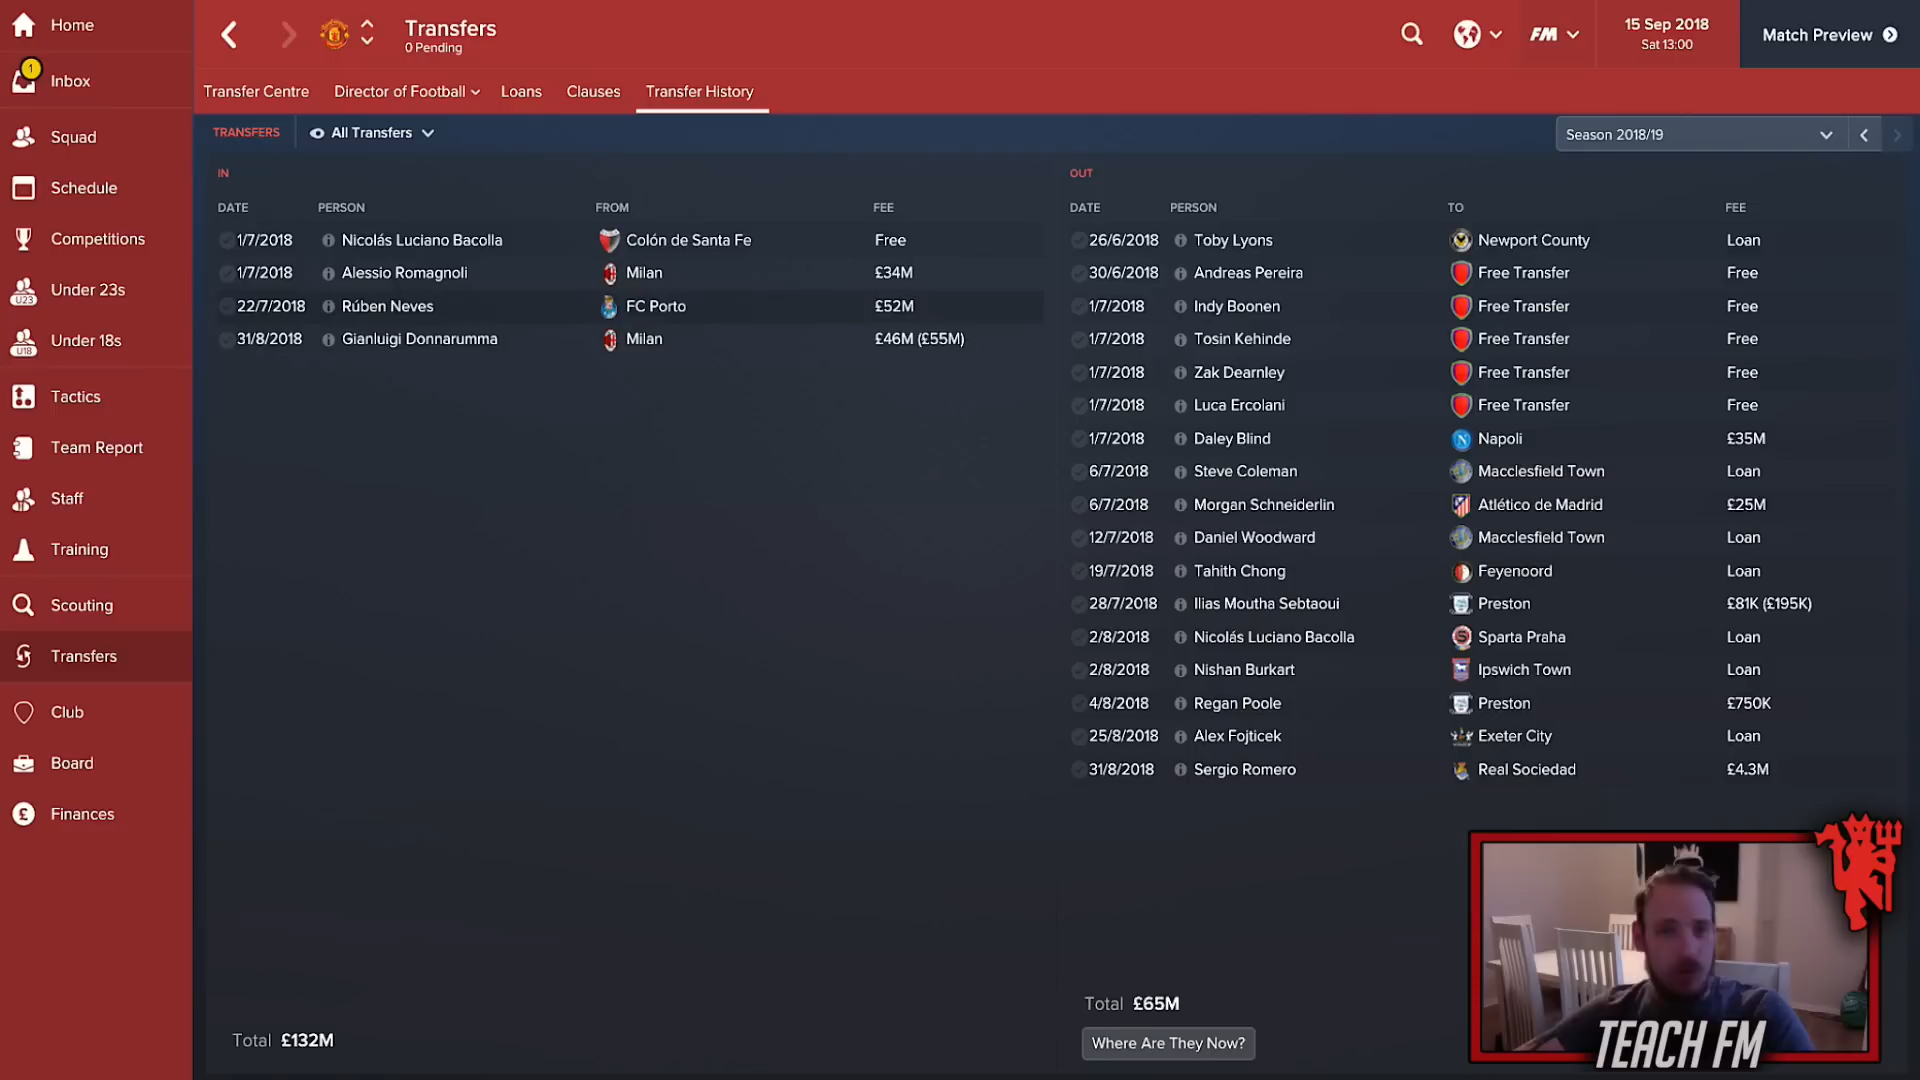 Home
1
Inbox
Squad
Schedule
Competitions
U23
Under 23s
U18
Under 18s
Tactics
Team Report
Staff
Training
Scouting
Transfers
Club
Board
£
Finances
Transfers
0 Pending
FM
15 Sep 2018
Sat 13:00
Match Preview
Transfer Centre
Director of Football
Loans
Clauses
Transfer History
TRANSFERS
All Transfers
Season 2018/19
IN
DATE PERSON FROM FEE
1/7/2018 Nicolás Luciano Bacolla Colón de Santa Fe Free
1/7/2018 Alessio Romagnoli Milan £34M
22/7/2018 Rúben Neves FC Porto £52M
31/8/2018 Gianluigi Donnarumma Milan £46M (£55M)
Total £132M
OUT
DATE PERSON TO FEE
26/6/2018 Toby Lyons Newport County Loan
30/6/2018 Andreas Pereira Free Transfer Free
1/7/2018 Indy Boonen Free Transfer Free
1/7/2018 Tosin Kehinde Free Transfer Free
1/7/2018 Zak Dearnley Free Transfer Free
1/7/2018 Luca Ercolani Free Transfer Free
1/7/2018 Daley Blind Napoli £35M
6/7/2018 Steve Coleman Macclesfield Town Loan
6/7/2018 Morgan Schneiderlin Atlético de Madrid £25M
12/7/2018 Daniel Woodward Macclesfield Town Loan
19/7/2018 Tahith Chong Feyenoord Loan
28/7/2018 Ilias Moutha Sebtaoui Preston £81K (£195K)
2/8/2018 Nicolás Luciano Bacolla Sparta Praha Loan
2/8/2018 Nishan Burkart Ipswich Town Loan
4/8/2018 Regan Poole Preston £750K
25/8/2018 Alex Fojticek Exeter City Loan
31/8/2018 Sergio Romero Real Sociedad £4.3M
Total £65M
Where Are They Now?
TEACH FM